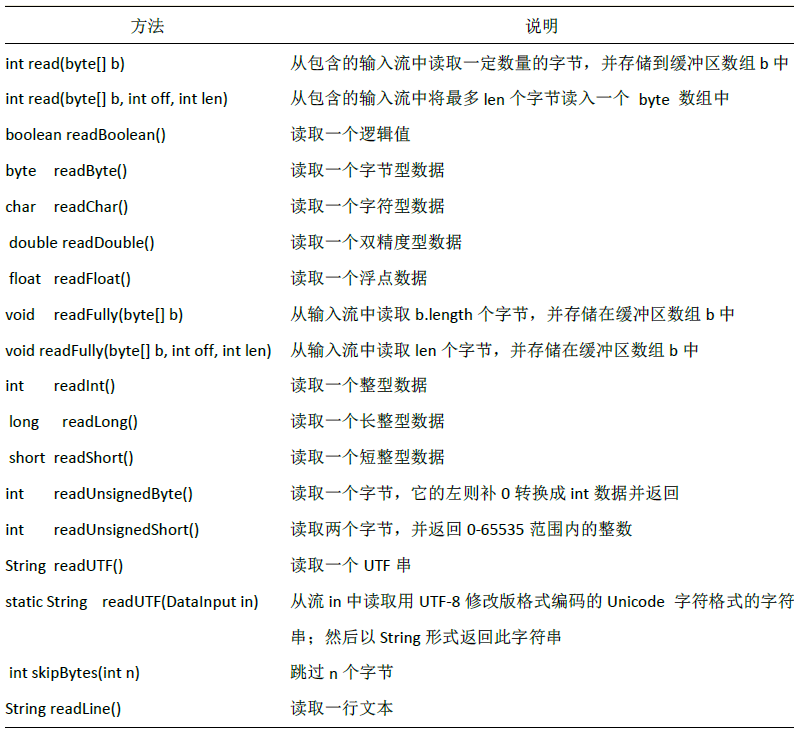 方法 说明
int read(byte[] b) 从包含的输入流中读取一定数量的字节，并存储到缓冲区数组 b 中
int read(byte[] b, int off, int len) 从包含的输入流中将最多 len 个字节读入一个 byte 数组中
boolean readBoolean() 读取一个逻辑值
byte readByte() 读取一个字节型数据
char readChar() 读取一个字符型数据
double readDouble() 读取一个双精度型数据
float readFloat() 读取一个浮点数据
void readFully(byte[] b) 从输入流中读取 b.length 个字节，并存储在缓冲区数组 b 中
void readFully(byte[] b, int off, int len) 从输入流中读取 len 个字节，并存储在缓冲区数组 b 中
int readInt() 读取一个整型数据
long readLong() 读取一个长整型数据
short readShort() 读取一个短整型数据
int readUnsignedByte() 读取一个字节，它的左则补 0 转换成 int 数据并返回
int readUnsignedShort() 读取两个字节，并返回 0-65535 范围内的整数
String readUTF() 读取一个 UTF 串
static String readUTF(DataInput in) 从流 in 中读取用 UTF-8 修改版格式编码的 Unicode 字符格式的字符
串；然后以 String 形式返回此字符串
int skipBytes(int n) 跳过 n 个字节
String readLine() 读取一行文本